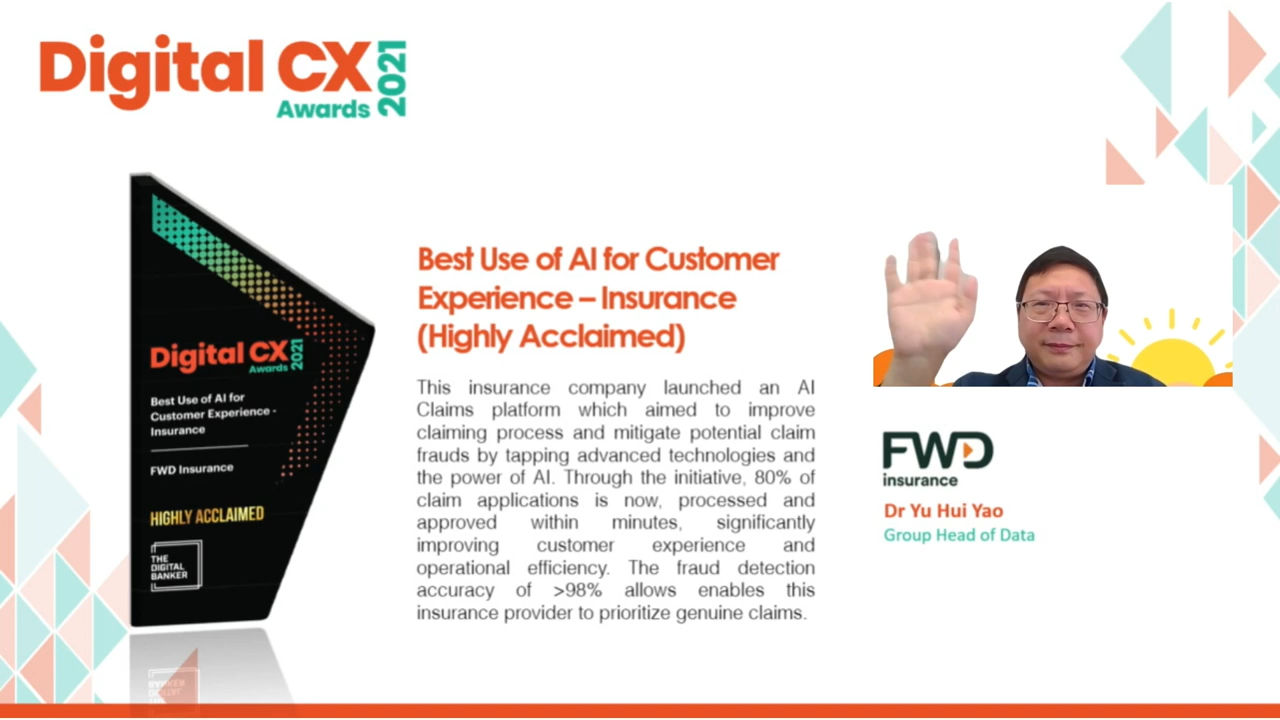 Digital CX
Awards
2021
Digital CX
Awards
2021
Best Use of AI for
Customer Experience -
Insurance
FWD Insurance
HIGHLY ACCLAIMED
THE
DIGITAL
BANKER
Best Use of AI for Customer
Experience – Insurance
(Highly Acclaimed)
This insurance company launched an AI
Claims platform which aimed to improve
claiming process and mitigate potential claim
frauds by tapping advanced technologies and
the power of AI. Through the initiative, 80% of
claim applications is now, processed and
approved within minutes, significantly
improving customer experience and
operational efficiency. The fraud detection
accuracy of >98% allows enables this
insurance provider to prioritize genuine claims.
FWD
insurance
Dr Yu Hui Yao
Group Head of Data